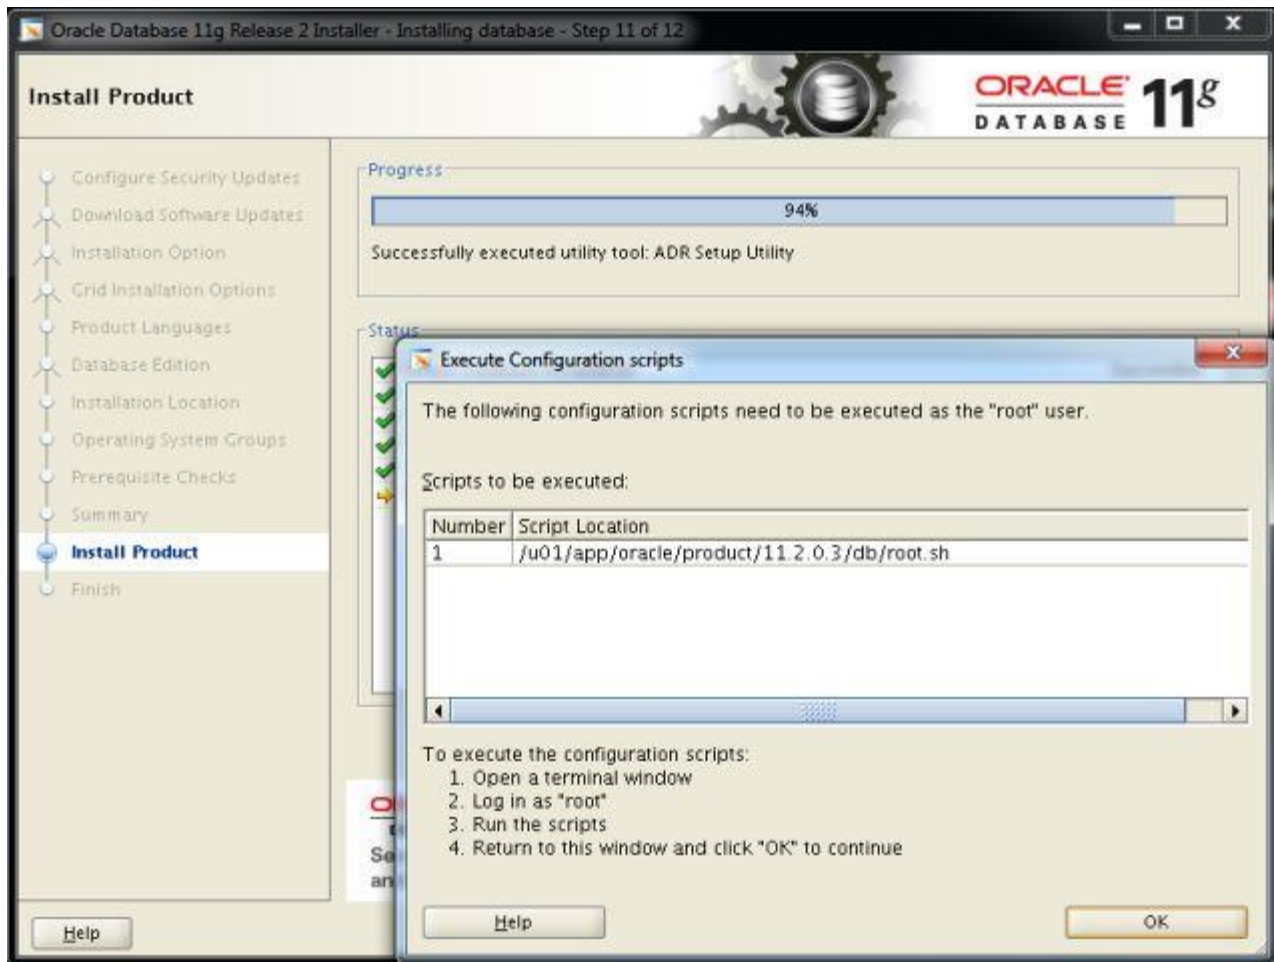 Oracle Database 11g Release 2 Installer - Installing database - Step 11 of 12
Install Product
ORACLE
DATABASE
11g
Configure Security Updates
Download Software Updates
Installation Option
Grid Installation Options
Product Languages
Database Edition
Installation Location
Operating System Groups
Prerequisite Checks
Summary
Install Product
Finish
Help
Progress
94%
Successfully executed utility tool: ADR Setup Utility
Status
Execute Configuration scripts
The following configuration scripts need to be executed as the "root" user.
Scripts to be executed:
Number Script Location
1 /u01/app/oracle/product/11.2.0.3/db/root.sh
To execute the configuration scripts:
1. Open a terminal window
2. Log in as "root"
3. Run the scripts
4. Return to this window and click "OK" to continue
Help
OK